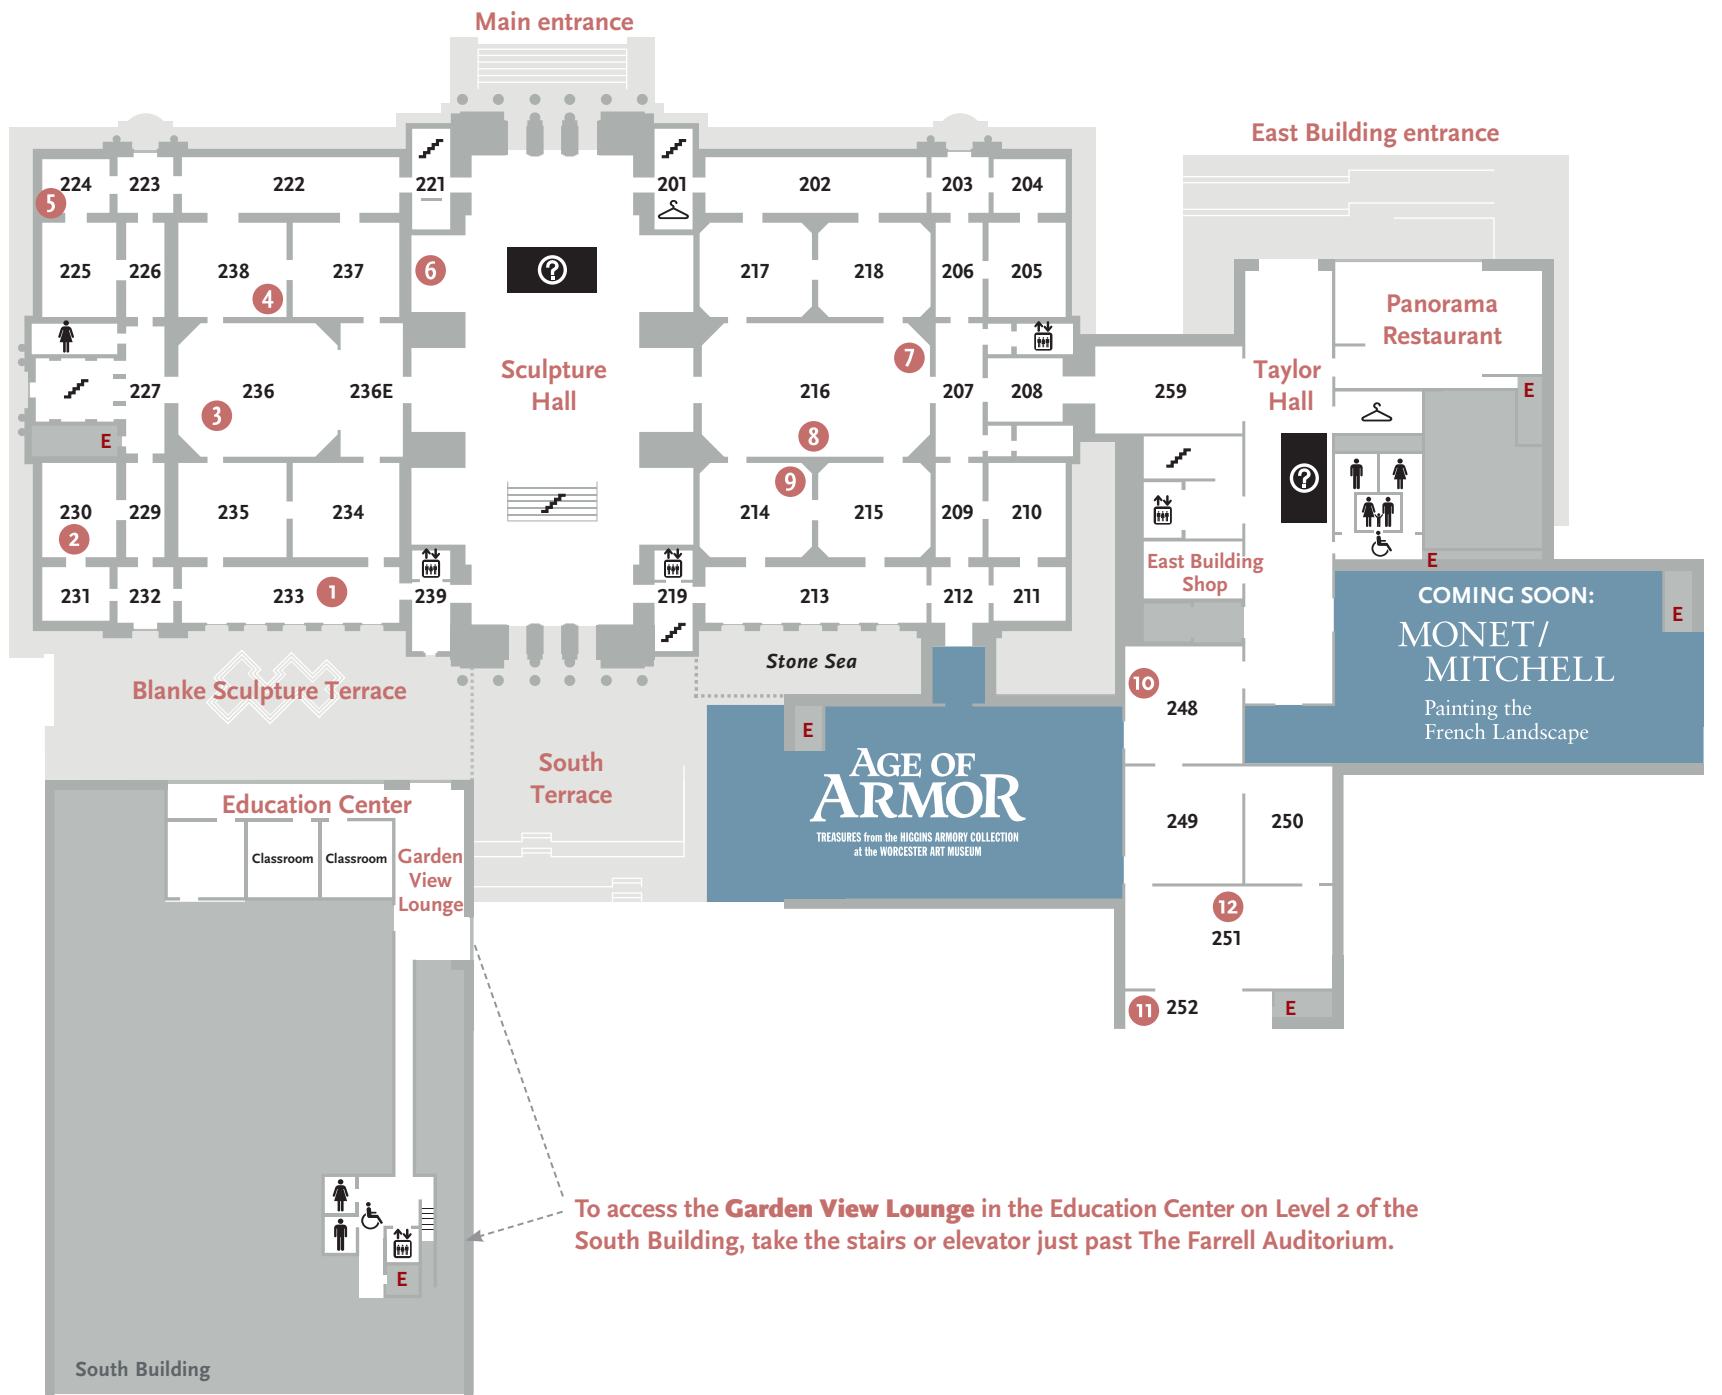 Main entrance
East Building entrance
224
223
222
221
201
202
203
204
5
225
226
238
237
6
?
217
218
206
205
4
Panorama
Restaurant
Sculpture
Hall
7
Taylor
Hall
227
236
236E
216
207
208
259
E
3
8
E
?
9
230
229
235
234
214
215
209
210
2
East Building
Shop
E
231
232
233
1
239
219
213
212
211
COMING SOON:
MONET/
MITCHELL
Painting the
French Landscape
E
Stone Sea
Blanke Sculpture Terrace
10
248
E
South
Terrace
AGE OF
ARMOR
TREASURES from the HIGGINS ARMORY COLLECTION
at the WORCESTER ART MUSEUM
Education Center
249
250
Classroom
Classroom
Garden
View
Lounge
12
251
11
252
E
To access the Garden View Lounge in the Education Center on Level 2 of the
South Building, take the stairs or elevator just past The Farrell Auditorium.
E
South Building